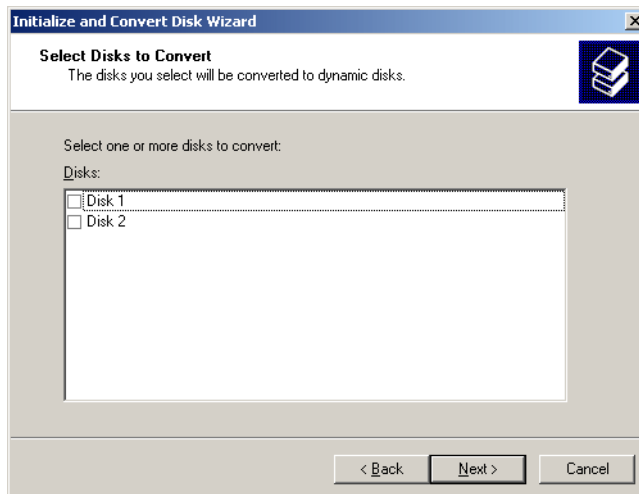 Initialize and Convert Disk Wizard
Select Disks to Convert
The disks you select will be converted to dynamic disks.
Select one or more disks to convert:
Disks:
Disk 1
Disk 2
< Back
Next >
Cancel